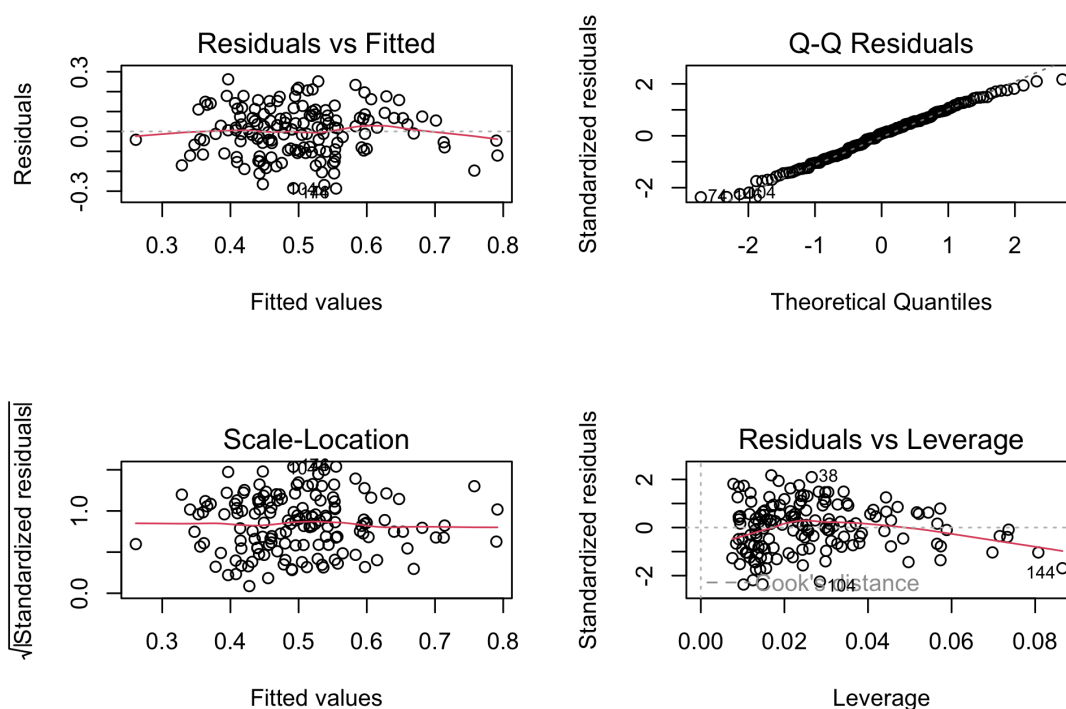 Residuals vs Fitted
Residuals
0.3
0.0
-0.3
104
0.3 0.4 0.5 0.6 0.7 0.8
Fitted values
Q-Q Residuals
Standardized residuals
2
0
-2
74
104
-2 -1 0 1 2
Theoretical Quantiles
Scale-Location
√|Standardized residuals|
1.0
0.0
0.3 0.4 0.5 0.6 0.7 0.8
Fitted values
Residuals vs Leverage
Standardized residuals
2
0
-2
38
144
104
Cook's distance
0.00 0.02 0.04 0.06 0.08
Leverage